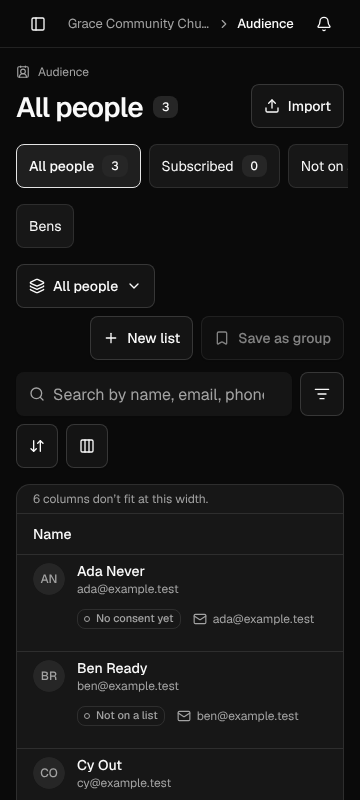 Grace Community Chu... > Audience
Audience
All people 3
Import
All people 3 Subscribed 0 Not on
Bens
All people
New list Save as group
Search by name, email, phone
6 columns don't fit at this width.
Name
AN Ada Never
ada@example.test
No consent yet ada@example.test
BR Ben Ready
ben@example.test
Not on a list ben@example.test
CO Cy Out
cy@example.test